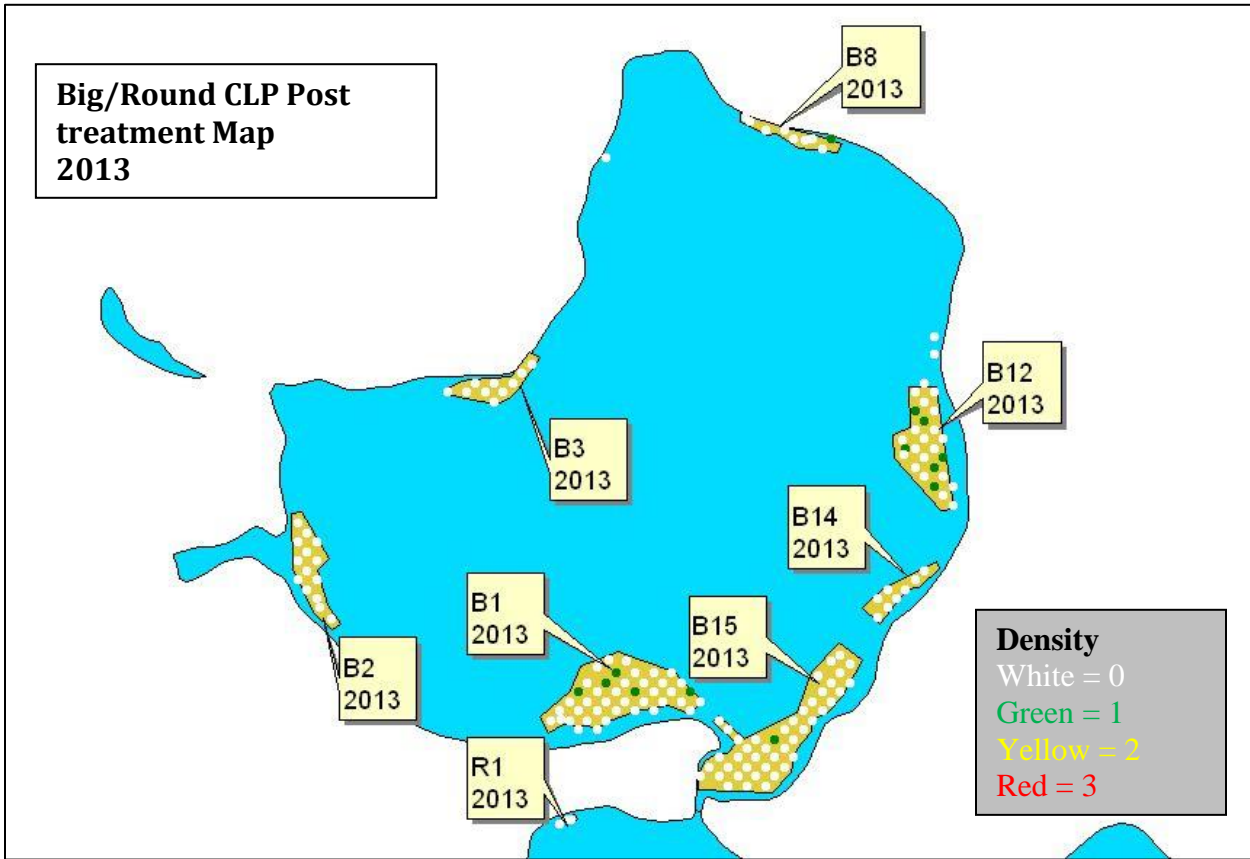 Big/Round CLP Post
treatment Map
2013
B8
2013
B12
2013
B3
2013
B14
2013
B1
2013
B15
2013
B2
2013
R1
2013
Density
White = 0
Green = 1
Yellow = 2
Red = 3